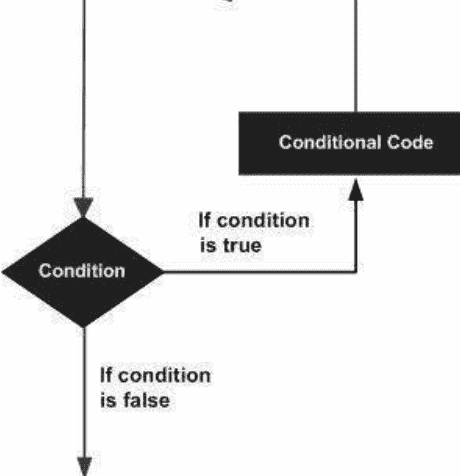 Conditional Code
If condition
is true
Condition
If condition
is false